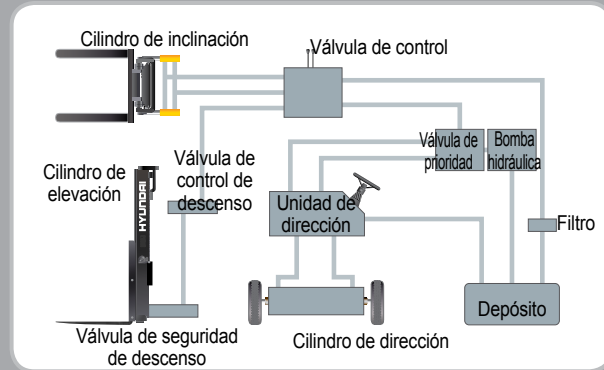 Cilindro de inclinación
Válvula de control
Válvula de
prioridad
Bomba
hidráulica
Cilindro de
elevación
Válvula de
control de
descenso
HYUNDAI
Unidad de
dirección
Filtro
Depósito
Válvula de seguridad
de descenso
Cilindro de dirección